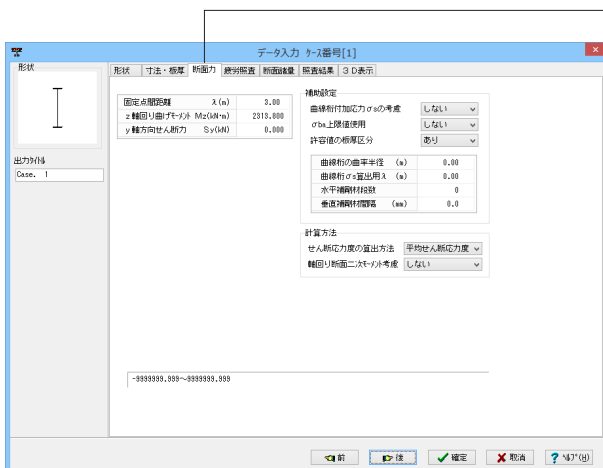 データ入力 ケース番号[1]
形状
形状 寸法・板厚 断面力 疲労照査 断面諸量 照査結果 3D表示
固定点間距離 λ(m) 3.00
z軸回り曲げモーメント Mz(kN・m) 2313.800
y軸方向せん断力 Sy(kN) 0.000
補助設定
曲線桁付加応力σsの考慮 しない
σba上限値使用 しない
許容値の板厚区分 あり
曲線桁の曲率半径 (m) 0.00
曲線桁σs算出用λ (m) 0.00
水平補剛材段数 0
垂直補剛材間隔 (mm) 0.0
出力タイトル
Case. 1
計算方法
せん断応力度の算出方法 平均せん断応力度
軸回り断面二次モーメント考慮 しない
-9999999.999～9999999.999
前 後 確定 取消 ? ヘルプ(H)